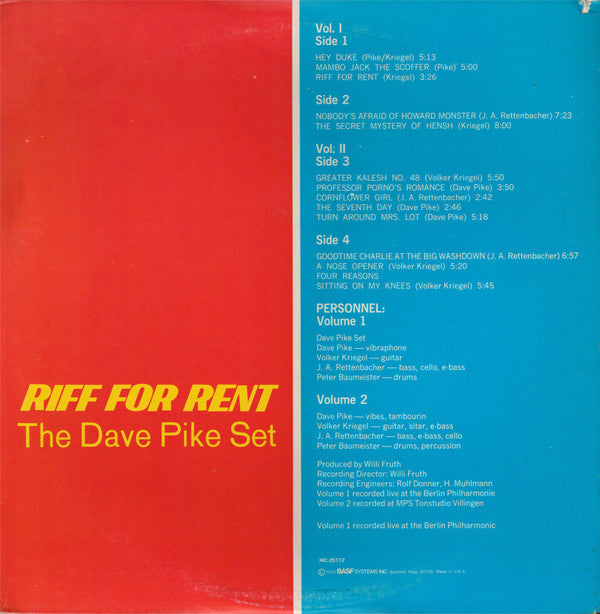 RIFF FOR RENT
The Dave Pike Set
Vol. I
Side 1
HEY DUKE (Pike/Kriegel) 5:13
MAMBO JACK THE SCOFFER (Pike) 5:00
RIFF FOR RENT (Kriegel) 3:26
Side 2
NOBODY'S AFRAID OF HOWARD MONSTER (J. A. Rettenbacher) 7:23
THE SECRET MYSTERY OF HENSH (Kriegel) 8:00
Vol. II
Side 3
GREATER KALESH NO. 48 (Volker Kriegel) 5:50
PROFESSOR PORNO'S ROMANCE (Dave Pike) 3:50
CORNFLOWER GIRL (J. A. Rettenbacher) 2:42
THE SEVENTH DAY (Dave Pike) 2:46
TURN AROUND MRS. LOT (Dave Pike) 5:18
Side 4
GOODTIME CHARLIE AT THE BIG WASHDOWN (J. A. Rettenbacher) 6:57
A NOSE OPENER (Volker Kriegel) 5:20
FOUR REASONS
SITTING ON MY KNEES (Volker Kriegel) 5:45
PERSONNEL:
Volume 1
Dave Pike Set
Dave Pike — vibraphone
Volker Kriegel — guitar
J. A. Rettenbacher — bass, cello, e-bass
Peter Baumeister — drums
Volume 2
Dave Pike — vibes, tambourin
Volker Kriegel — guitar, sitar, e-bass
J. A. Rettenbacher — bass, e-bass, cello
Peter Baumeister — drums, percussion
Produced by Willi Fruth
Recording Director: Willi Fruth
Recording Engineers: Rolf Donner, H. Muhlmann
Volume 1 recorded live at the Berlin Philharmonie
Volume 2 recorded at MPS Tonstudio Villingen
Volume 1 recorded live at the Berlin Philharmonic
MC-25112
BASF SYSTEMS INC Bedford, Mass. 01730 Made in U.S.A.